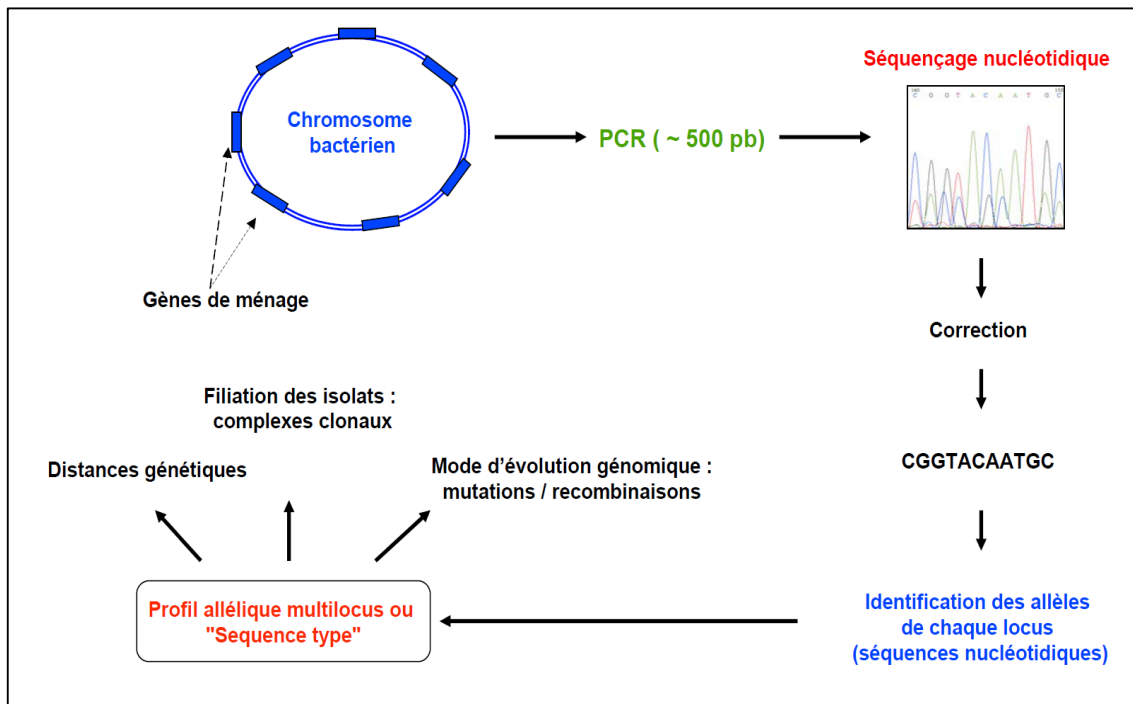 Chromosome
bactérien
PCR ( ~ 500 pb)
Séquençage nucléotidique
C G G T A C A A T G C
Gènes de ménage
Correction
CGGTACAATGC
Identification des allèles
de chaque locus
(séquences nucléotidiques)
Profil allélique multilocus ou
"Sequence type"
Distances génétiques
Filiation des isolats :
complexes clonaux
Mode d'évolution génomique :
mutations / recombinaisons